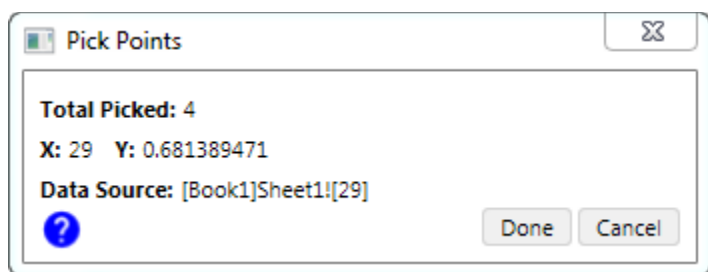 Pick Points
Total Picked: 4
X: 29 Y: 0.681389471
Data Source: [Book1]Sheet1![29]
?
Done Cancel